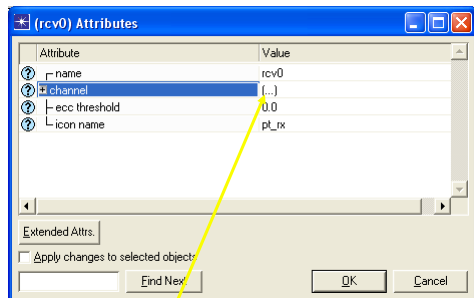 (rcv0) Attributes
Attribute Value
name rcv0
channel (...)
ecc threshold 0.0
icon name pt_rx
Extended Attrs.
Apply changes to selected objects
Find Next OK Cancel